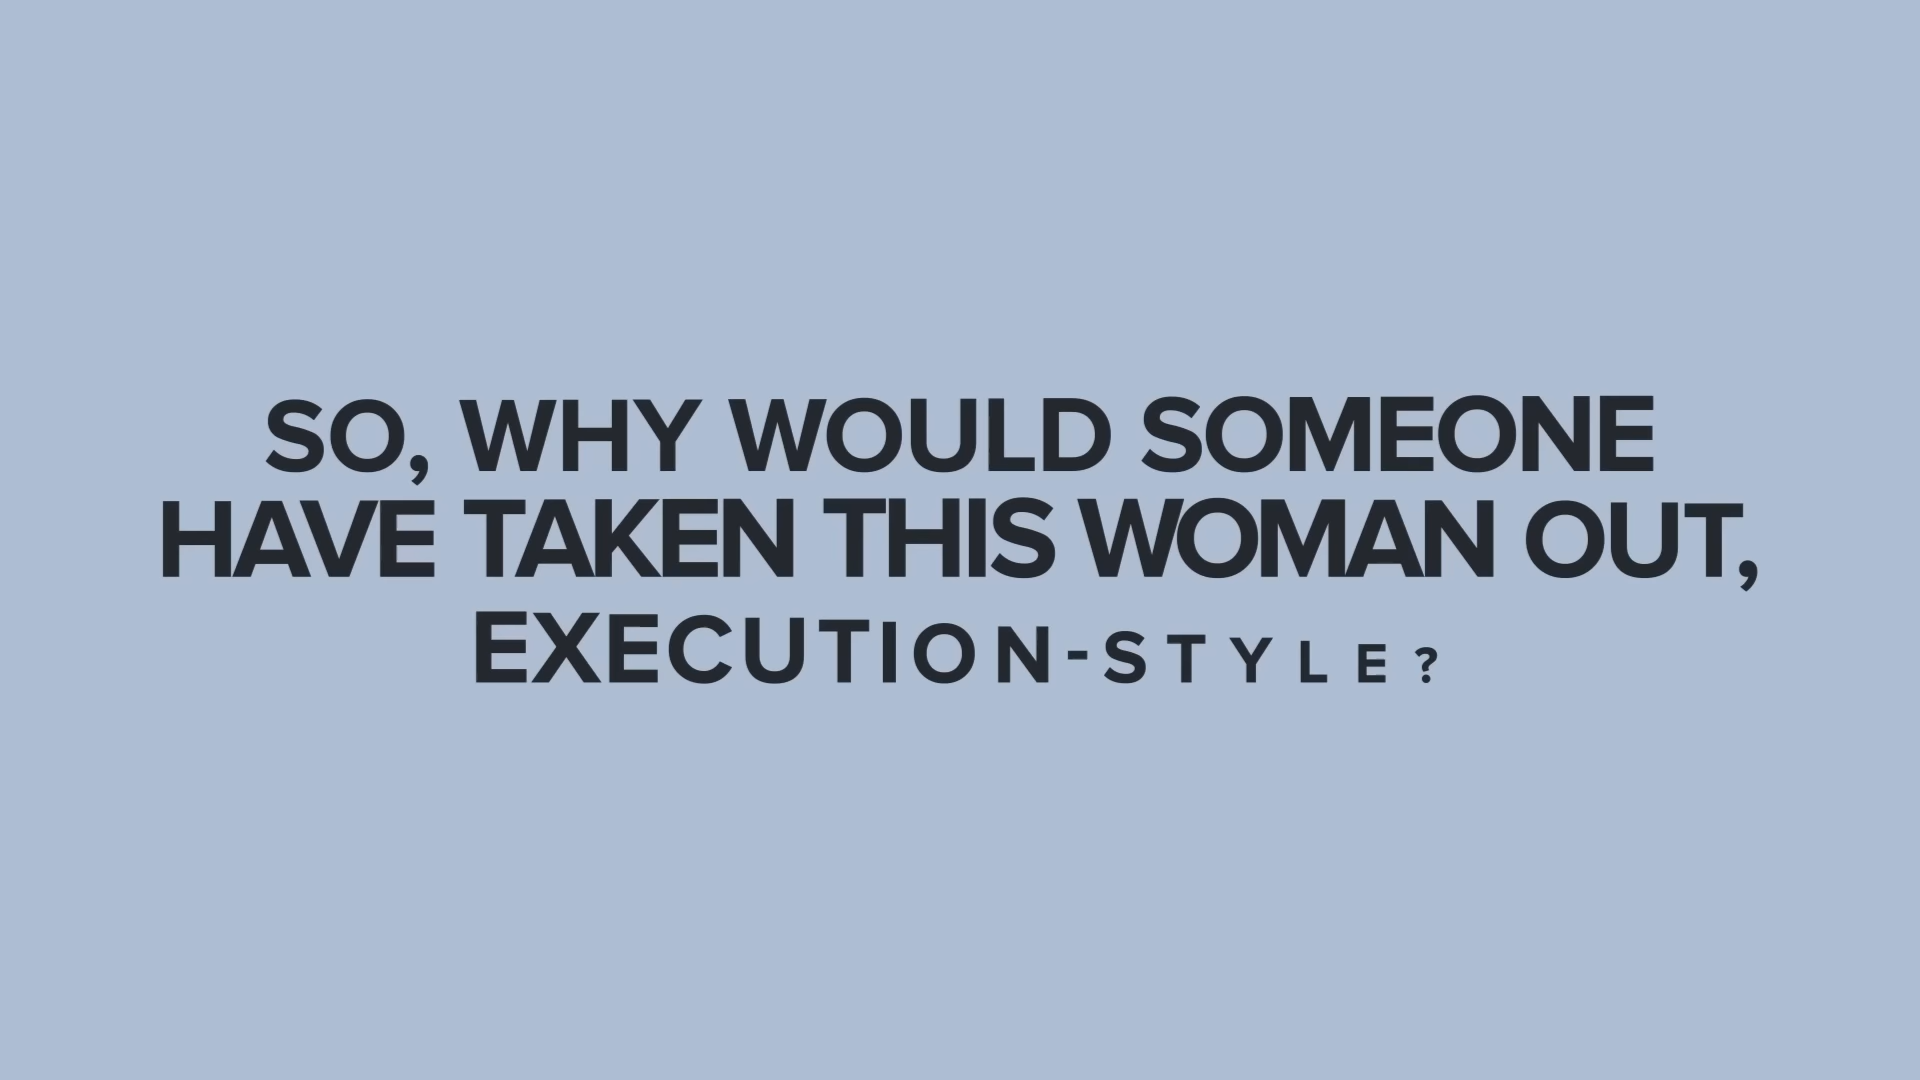 SO, WHY WOULD SOMEONE
HAVE TAKEN THIS WOMAN OUT,
EXECUTION-STYLE?